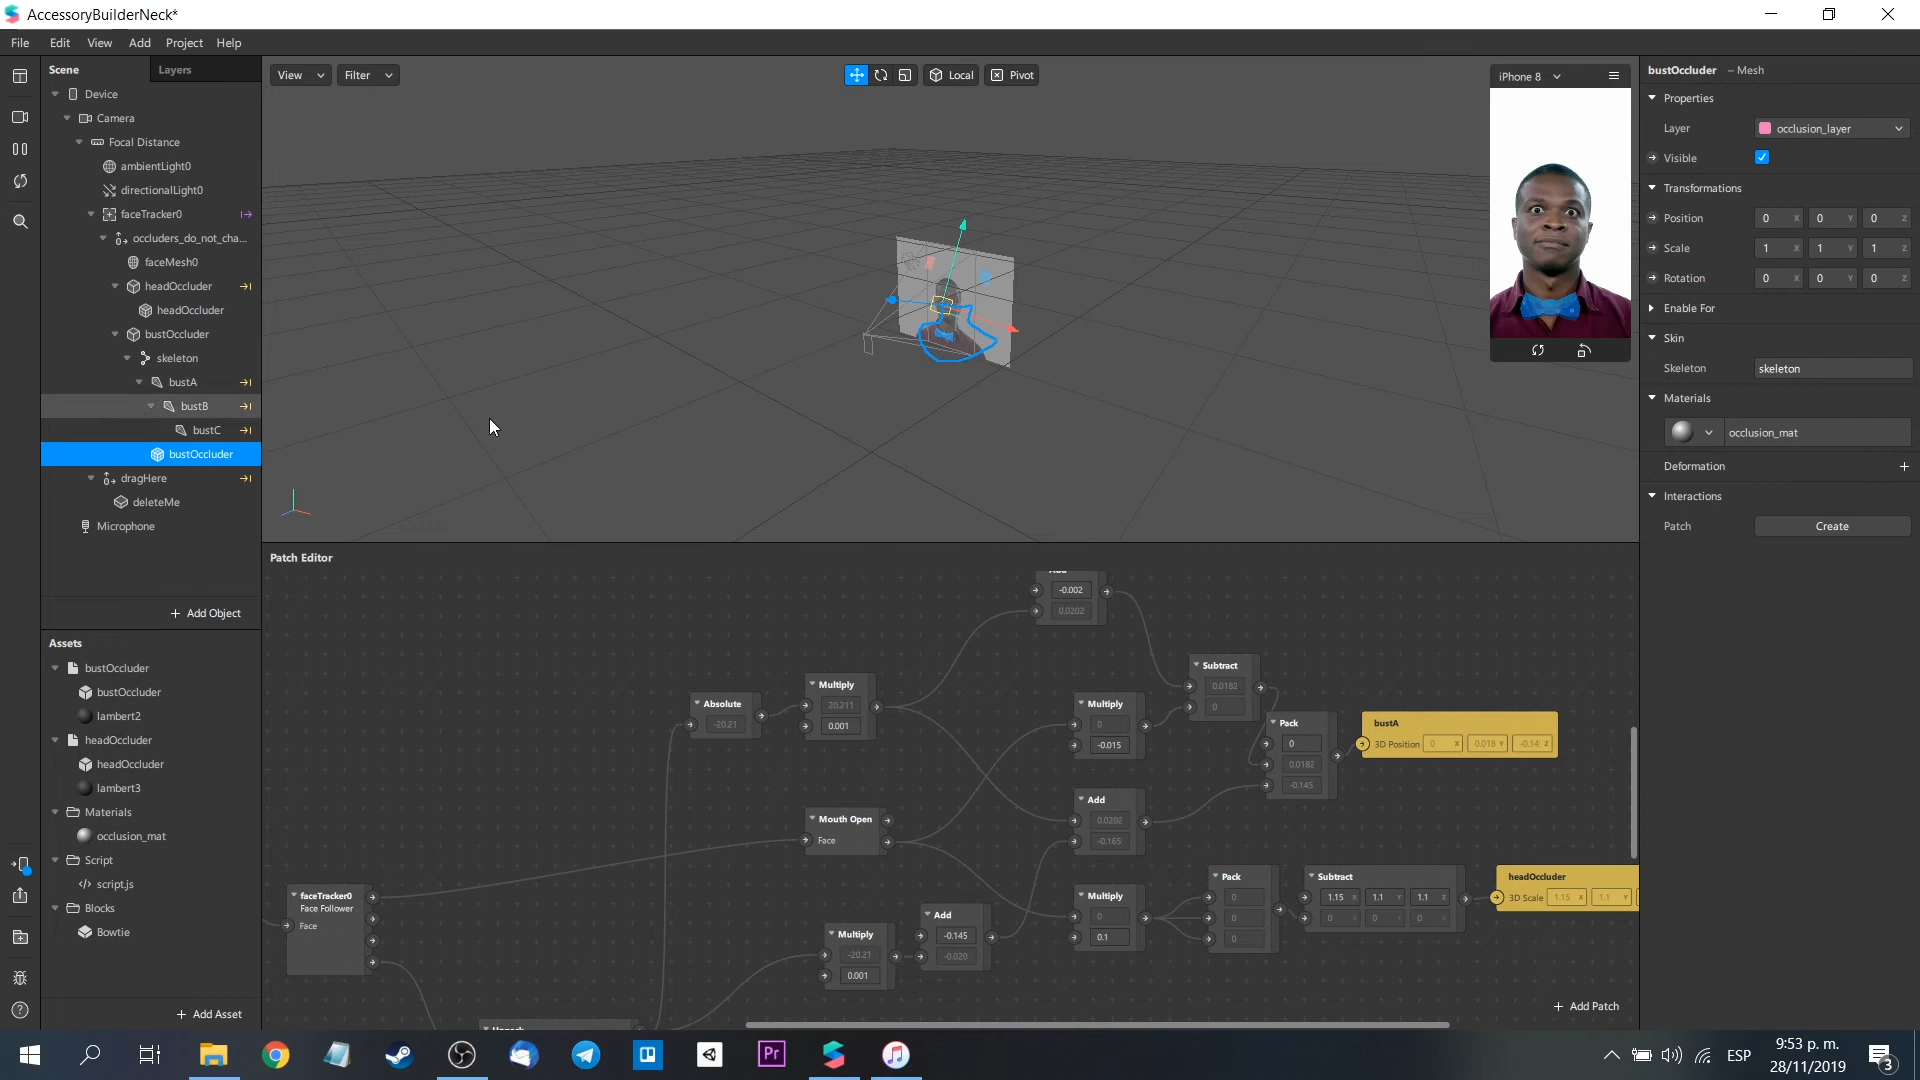 AccessoryBuilderNeck*
File Edit View Add Project Help
Scene Layers
Device
Camera
Focal Distance
ambientLight0
directionalLight0
faceTracker0
occluders_do_not_cha...
faceMesh0
headOccluder
headOccluder
bustOccluder
skeleton
bustA
bustB
bustC
bustOccluder
dragHere
deleteMe
Microphone
+ Add Object
Assets
bustOccluder
bustOccluder
lambert2
headOccluder
headOccluder
lambert3
Materials
occlusion_mat
Script
script.js
Blocks
Bowtie
+ Add Asset
View Filter Local Pivot
iPhone 8
Patch Editor
-0.002
0.0202
Subtract
0.0182
0
Absolute
-20.21
Multiply
20.211
0.001
Multiply
0
-0.015
Pack
0
0.0182
-0.145
bustA
3D Position 0 X 0.018 Y -0.14 Z
Add
0.0202
-0.165
Mouth Open
Face
faceTracker0
Face Follower
Face
Multiply
0
0.1
Pack
0
0
0
Subtract
1.15 X 1.1 Y 1.1 Z
0 X 0 Y 0 Z
headOccluder
3D Scale 1.15 X 1.1 Y
Add
-0.145
-0.020
Multiply
-20.21
0.001
+ Add Patch
bustOccluder – Mesh
Properties
Layer occlusion_layer
Visible
Transformations
Position 0 X 0 Y 0 Z
Scale 1 X 1 Y 1 Z
Rotation 0 X 0 Y 0 Z
Enable For
Skin
Skeleton skeleton
Materials
occlusion_mat
Deformation +
Interactions
Patch Create
Pr
ESP
9:53 p. m.
28/11/2019
3